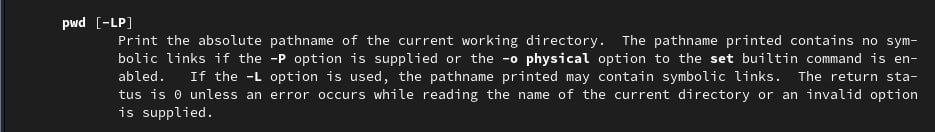 pwd [-LP]
Print the absolute pathname of the current working directory.  The pathname printed contains no sym-
bolic links if the -P option is supplied or the -o physical option to the set builtin command is en-
abled.   If the -L option is used, the pathname printed may contain symbolic links.  The return sta-
tus is 0 unless an error occurs while reading the name of the current directory or an invalid option
is supplied.